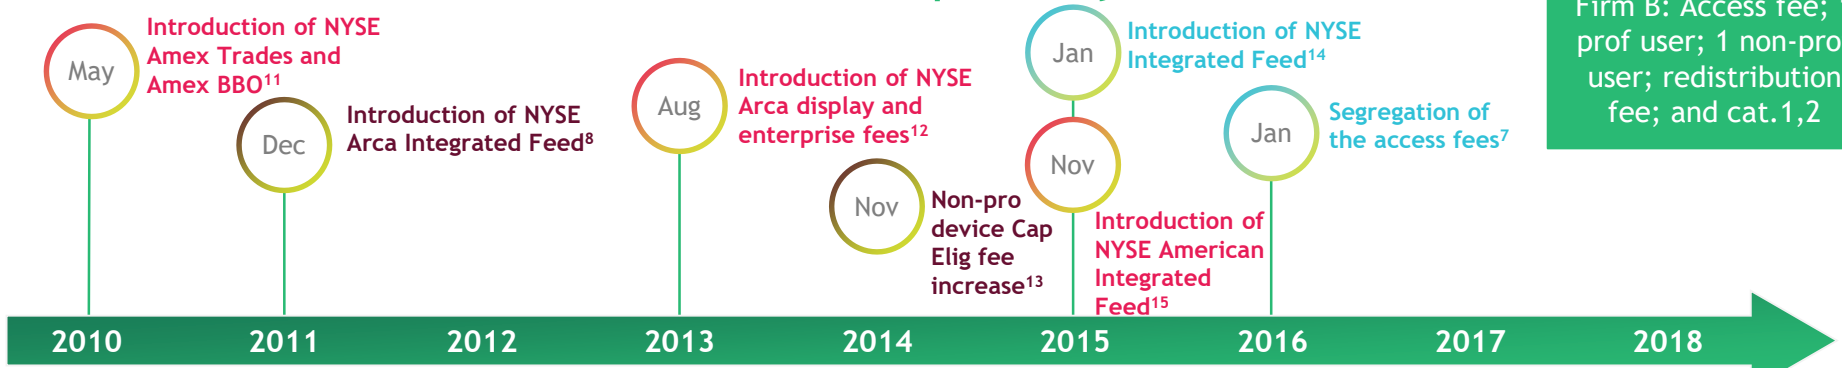 May
Introduction of NYSE
Amex Trades and
Amex BBO¹¹
Dec
Introduction of NYSE
Arca Integrated Feed⁸
Aug
Introduction of NYSE
Arca display and
enterprise fees¹²
Nov
Non-pro
device Cap
Elig fee
increase¹³
Jan
Introduction of NYSE
Integrated Feed¹⁴
Nov
Introduction of
NYSE American
Integrated
Feed¹⁵
Jan
Segregation of
the access fees⁷
Firm B: Access fee;
prof user; 1 non-pro
user; redistribution
fee; and cat.1,2
2010 2011 2012 2013 2014 2015 2016 2017 2018